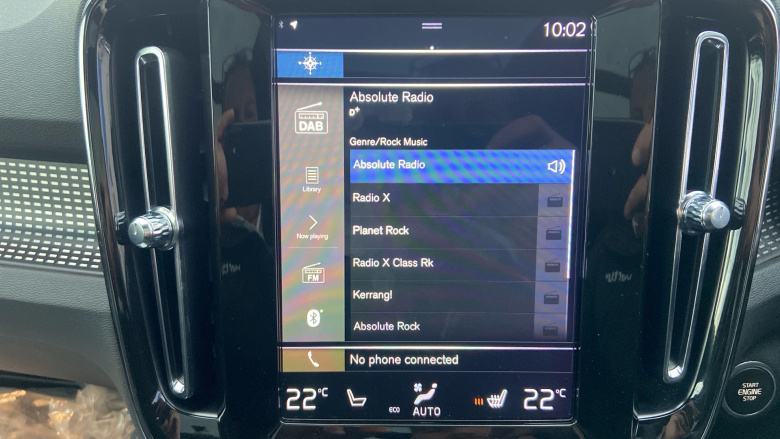 10:02
Absolute Radio
D+
DAB
Genre/Rock Music
Absolute Radio
Library
Radio X
Now playing
Planet Rock
FM
Radio X Class Rk
Kerrang!
Absolute Rock
No phone connected
22°C
ECO
AUTO
22°C
START
ENGINE
STOP